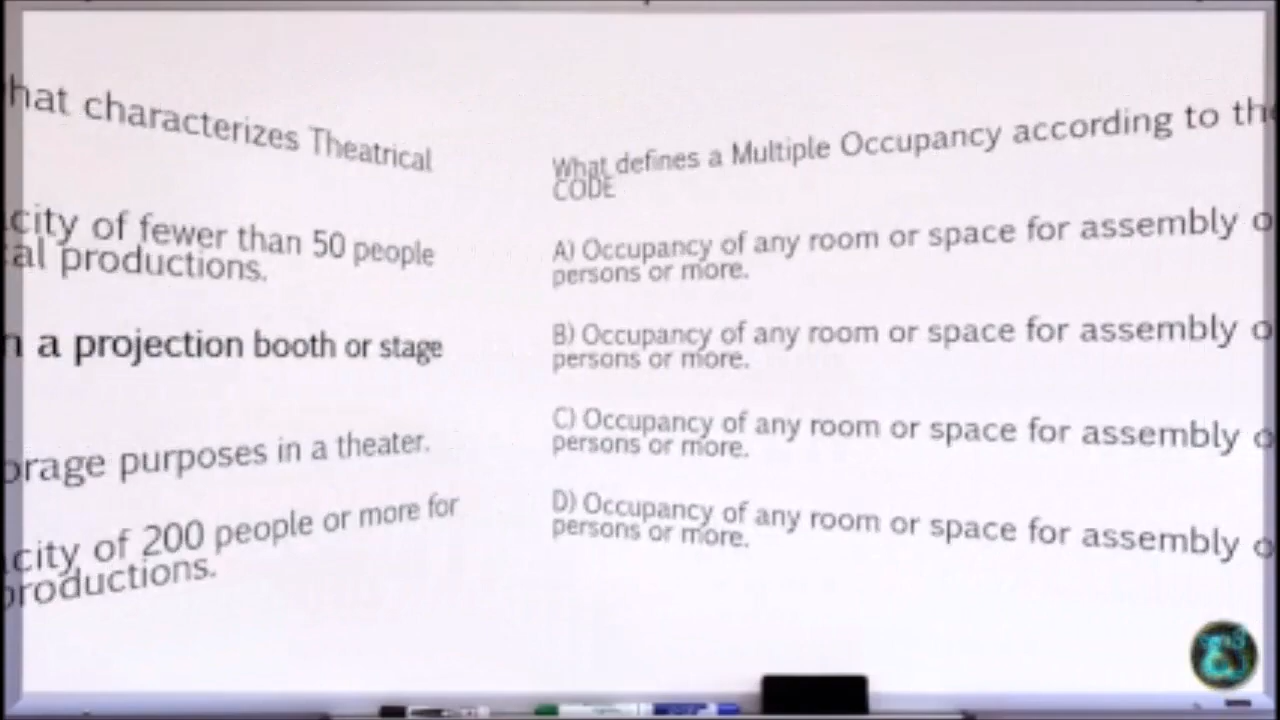 hat characterizes Theatrical
city of fewer than 50 people
al productions.
n a projection booth or stage
orage purposes in a theater.
city of 200 people or more for
productions.
What defines a Multiple Occupancy according to the
CODE
A) Occupancy of any room or space for assembly o
persons or more.
B) Occupancy of any room or space for assembly o
persons or more.
C) Occupancy of any room or space for assembly o
persons or more.
D) Occupancy of any room or space for assembly o
persons or more.